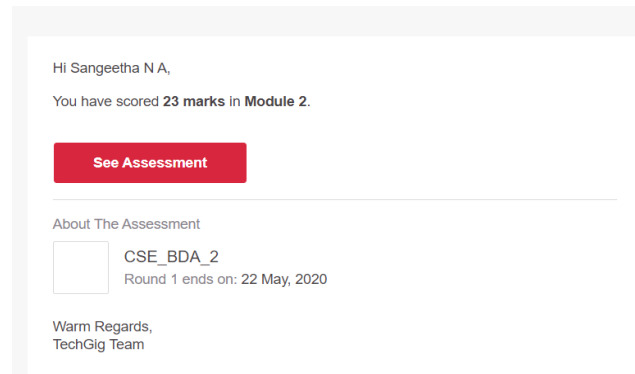 Hi Sangeetha N A,
You have scored 23 marks in Module 2.
See Assessment
About The Assessment
CSE_BDA_2
Round 1 ends on: 22 May, 2020
Warm Regards,
TechGig Team